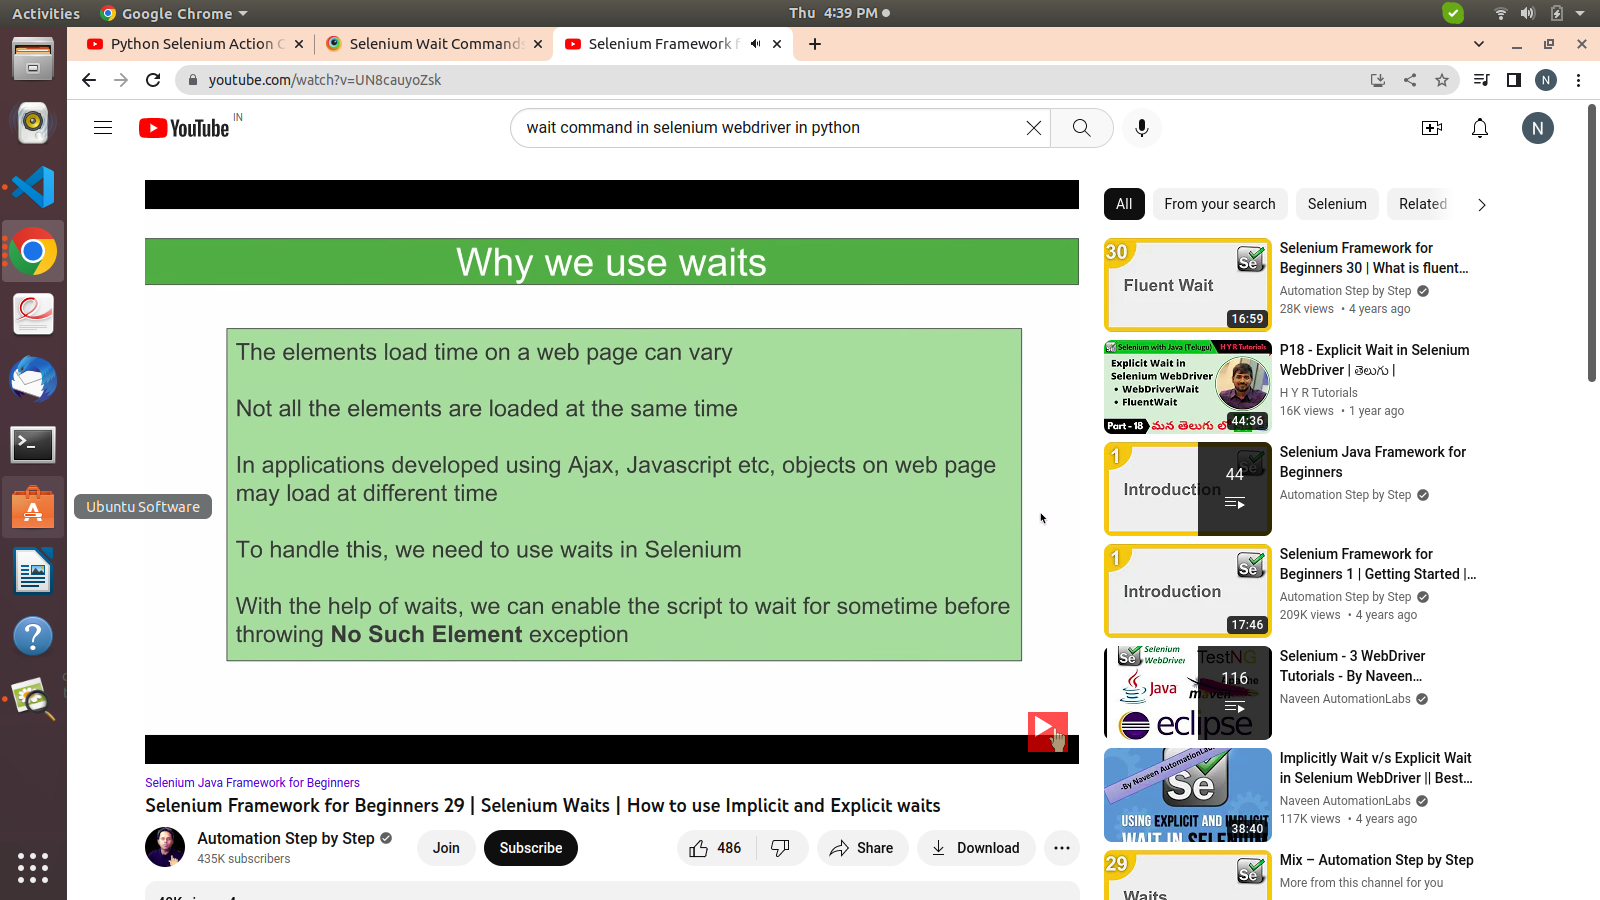 Activities
Google Chrome
Thu 4:39 PM
Python Selenium Action C
Selenium Wait Commands
Selenium Framework f
youtube.com/watch?v=UN8cauyoZsk
N
YouTube
IN
wait command in selenium webdriver in python
N
Why we use waits
The elements load time on a web page can vary
Not all the elements are loaded at the same time
In applications developed using Ajax, Javascript etc, objects on web page
may load at different time
To handle this, we need to use waits in Selenium
With the help of waits, we can enable the script to wait for sometime before
throwing No Such Element exception
Ubuntu Software
Selenium Java Framework for Beginners
Selenium Framework for Beginners 29 | Selenium Waits | How to use Implicit and Explicit waits
Automation Step by Step
435K subscribers
Join
Subscribe
486
Share
Download
All
From your search
Selenium
Related
30
Se
Fluent Wait
16:59
Selenium Framework for
Beginners 30 | What is fluent...
Automation Step by Step
28K views • 4 years ago
Selenium with Java (Telugu)
H Y R Tutorials
Explicit Wait in
Selenium WebDriver
• WebDriverWait
• FluentWait
Part - 18
మన తెలుగు లో
44:36
P18 - Explicit Wait in Selenium
WebDriver | తెలుగు |
H Y R Tutorials
16K views • 1 year ago
1
Introduction
44
Selenium Java Framework for
Beginners
Automation Step by Step
1
Se
Introduction
17:46
Selenium Framework for
Beginners 1 | Getting Started |...
Automation Step by Step
209K views • 4 years ago
Selenium
WebDriver
Se
TestNG
Java
maven
eclipse
116
Selenium - 3 WebDriver
Tutorials - By Naveen...
Naveen AutomationLabs
-By Naveen AutomationLabs
Se
USING EXPLICIT AND IMPLICIT
WAIT IN SELENIUM
38:40
Implicitly Wait v/s Explicit Wait
in Selenium WebDriver || Best...
Naveen AutomationLabs
117K views • 4 years ago
29
Se
Waits
Mix – Automation Step by Step
More from this channel for you